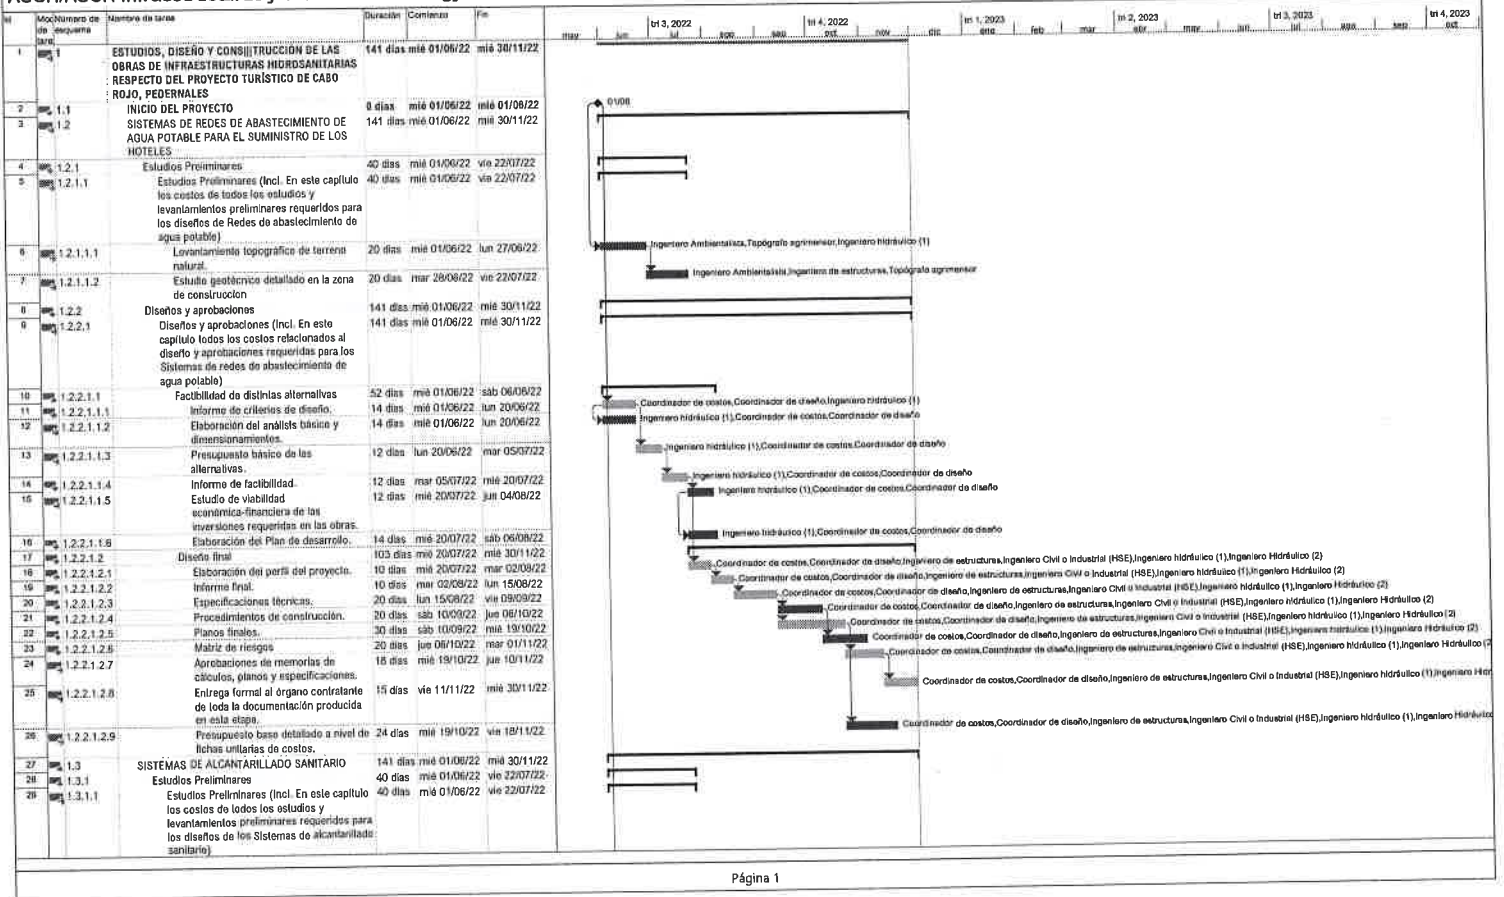 Id Modo de tarea Número de esquema Nombre de tarea Duración Comienzo Fin
tri 3, 2022 tri 4, 2022 tri 1, 2023 tri 2, 2023 tri 3, 2023 tri 4, 2023
may jun jul ago sep oct nov dic ene feb mar abr may jun jul ago sep oct
1 1 ESTUDIOS, DISEÑO Y CONSTRUCCIÓN DE LAS 141 días mié 01/06/22 mié 30/11/22
OBRAS DE INFRAESTRUCTURAS HIDROSANITARIAS
RESPECTO DEL PROYECTO TURÍSTICO DE CABO
ROJO, PEDERNALES
2 1.1 INICIO DEL PROYECTO 0 días mié 01/06/22 mié 01/06/22 01/06
3 1.2 SISTEMAS DE REDES DE ABASTECIMIENTO DE 141 días mié 01/06/22 mié 30/11/22
AGUA POTABLE PARA EL SUMINISTRO DE LOS
HOTELES
4 1.2.1 Estudios Preliminares 40 días mié 01/06/22 vie 22/07/22
5 1.2.1.1 Estudios Preliminares (Incl. En este capítulo 40 días mié 01/06/22 vie 22/07/22
los costos de todos los estudios y
levantamientos preliminares requeridos para
los diseños de Redes de abastecimiento de
agua potable)
6 1.2.1.1.1 Levantamiento topográfico de terreno 20 días mié 01/06/22 lun 27/06/22 Ingeniero Ambientalista,Topógrafo agrimensor,Ingeniero hidráulico (1)
natural.
7 1.2.1.1.2 Estudio geotécnico detallado en la zona 20 días mar 28/06/22 vie 22/07/22 Ingeniero Ambientalista,Ingeniero de estructuras,Topógrafo agrimensor
de construccion
8 1.2.2 Diseños y aprobaciones 141 días mié 01/06/22 mié 30/11/22
9 1.2.2.1 Diseños y aprobaciones (Incl. En este 141 días mié 01/06/22 mié 30/11/22
capítulo todos los costos relacionados al
diseño y aprobaciones requeridas para los
Sistemas de redes de abastecimiento de
agua potable)
10 1.2.2.1.1 Factibilidad de distintas alternativas 52 días mié 01/06/22 sáb 06/08/22
11 1.2.2.1.1.1 Informe de criterios de diseño. 14 días mié 01/06/22 lun 20/06/22 Coordinador de costos,Coordinador de diseño,Ingeniero hidráulico (1)
12 1.2.2.1.1.2 Elaboración del análisis básico y 14 días mié 01/06/22 lun 20/06/22 Ingeniero hidráulico (1),Coordinador de costos,Coordinador de diseño
dimensionamientos.
13 1.2.2.1.1.3 Presupuesto básico de las 12 días lun 20/06/22 mar 05/07/22 Ingeniero hidráulico (1),Coordinador de costos,Coordinador de diseño
alternativas.
14 1.2.2.1.1.4 Informe de factibilidad. 12 días mar 05/07/22 mié 20/07/22 Ingeniero hidráulico (1),Coordinador de costos,Coordinador de diseño
15 1.2.2.1.1.5 Estudio de viabilidad 12 días mié 20/07/22 jue 04/08/22 Ingeniero hidráulico (1),Coordinador de costos,Coordinador de diseño
económica-financiera de las
inversiones requeridas en las obras.
16 1.2.2.1.1.6 Elaboración del Plan de desarrollo. 14 días mié 20/07/22 sáb 06/08/22 Ingeniero hidráulico (1),Coordinador de costos,Coordinador de diseño
17 1.2.2.1.2 Diseño final 103 días mié 20/07/22 mié 30/11/22
18 1.2.2.1.2.1 Elaboración del perfil del proyecto. 10 días mié 20/07/22 mar 02/08/22 Coordinador de costos,Coordinador de diseño,Ingeniero de estructuras,Ingeniero Civil o Industrial (HSE),Ingeniero hidráulico (1),Ingeniero Hidráulico (2)
19 1.2.2.1.2.2 Informe final. 10 días mar 02/08/22 lun 15/08/22 Coordinador de costos,Coordinador de diseño,Ingeniero de estructuras,Ingeniero Civil o Industrial (HSE),Ingeniero hidráulico (1),Ingeniero Hidráulico (2)
20 1.2.2.1.2.3 Especificaciones técnicas. 20 días lun 15/08/22 vie 09/09/22 Coordinador de costos,Coordinador de diseño,Ingeniero de estructuras,Ingeniero Civil o Industrial (HSE),Ingeniero hidráulico (1),Ingeniero Hidráulico (2)
21 1.2.2.1.2.4 Procedimientos de construcción. 20 días sáb 10/09/22 jue 06/10/22 Coordinador de costos,Coordinador de diseño,Ingeniero de estructuras,Ingeniero Civil o Industrial (HSE),Ingeniero hidráulico (1),Ingeniero Hidráulico (2)
22 1.2.2.1.2.5 Planos finales. 30 días sáb 10/09/22 mié 19/10/22 Coordinador de costos,Coordinador de diseño,Ingeniero de estructuras,Ingeniero Civil o Industrial (HSE),Ingeniero hidráulico (1),Ingeniero Hidráulico (2)
23 1.2.2.1.2.6 Matriz de riesgos 20 días jue 06/10/22 mar 01/11/22 Coordinador de costos,Coordinador de diseño,Ingeniero de estructuras,Ingeniero Civil o Industrial (HSE),Ingeniero hidráulico (1),Ingeniero Hidráulico (2)
24 1.2.2.1.2.7 Aprobaciones de memorias de 18 días mié 19/10/22 jue 10/11/22 Coordinador de costos,Coordinador de diseño,Ingeniero de estructuras,Ingeniero Civil o Industrial (HSE),Ingeniero hidráulico (1),Ingeniero Hidráulico (2
cálculos, planos y especificaciones.
25 1.2.2.1.2.8 Entrega formal al órgano contratante 15 días vie 11/11/22 mié 30/11/22 Coordinador de costos,Coordinador de diseño,Ingeniero de estructuras,Ingeniero Civil o Industrial (HSE),Ingeniero hidráulico (1),Ingeniero Hidr
de toda la documentación producida
en esta etapa.
26 1.2.2.1.2.9 Presupuesto base detallado a nivel de 24 días mié 19/10/22 vie 18/11/22 Coordinador de costos,Coordinador de diseño,Ingeniero de estructuras,Ingeniero Civil o Industrial (HSE),Ingeniero hidráulico (1),Ingeniero Hidráulico
fichas unitarias de costos.
27 1.3 SISTEMAS DE ALCANTARILLADO SANITARIO 141 días mié 01/06/22 mié 30/11/22
28 1.3.1 Estudios Preliminares 40 días mié 01/06/22 vie 22/07/22
29 1.3.1.1 Estudios Preliminares (Incl. En este capítulo 40 días mié 01/06/22 vie 22/07/22
los costos de todos los estudios y
levantamientos preliminares requeridos para
los diseños de los Sistemas de alcantarillado
sanitario)
Página 1